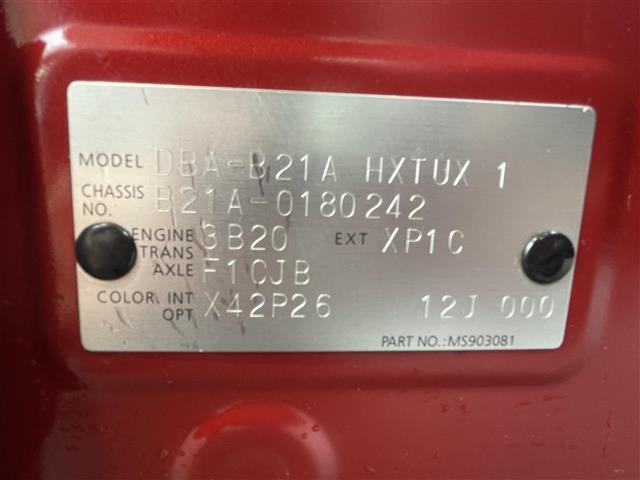 MODEL DBA-B21A HXTUX 1
CHASSIS NO. B21A-0180242
ENGINE 3B20 EXT XP1C
TRANS AXLE F1CJB
COLOR. INT OPT X42P26 12J 000
PART NO.:MS903081